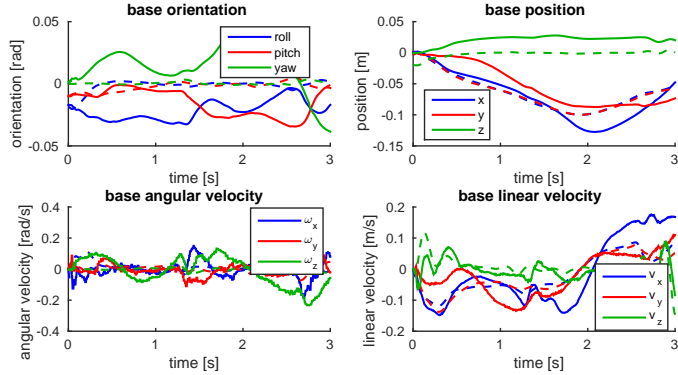 base orientation
orientation [rad]
0.05
0
-0.05
roll
pitch
yaw
0 1 2 3
time [s]
base position
position [m]
0.05
0
-0.05
-0.1
-0.15
x
y
z
0 1 2 3
time [s]
base angular velocity
angular velocity [rad/s]
0.4
0.2
0
-0.2
-0.4
ω_x
ω_y
ω_z
0 1 2 3
time [s]
base linear velocity
linear velocity [m/s]
0.2
0.1
0
-0.1
-0.2
v_x
v_y
v_z
0 1 2 3
time [s]